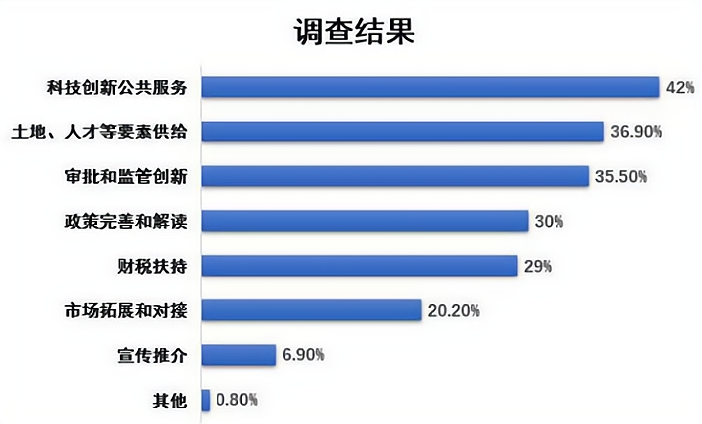 调查结果
科技创新公共服务 42%
土地、人才等要素供给 36.90%
审批和监管创新 35.50%
政策完善和解读 30%
财税扶持 29%
市场拓展和对接 20.20%
宣传推介 6.90%
其他 0.80%